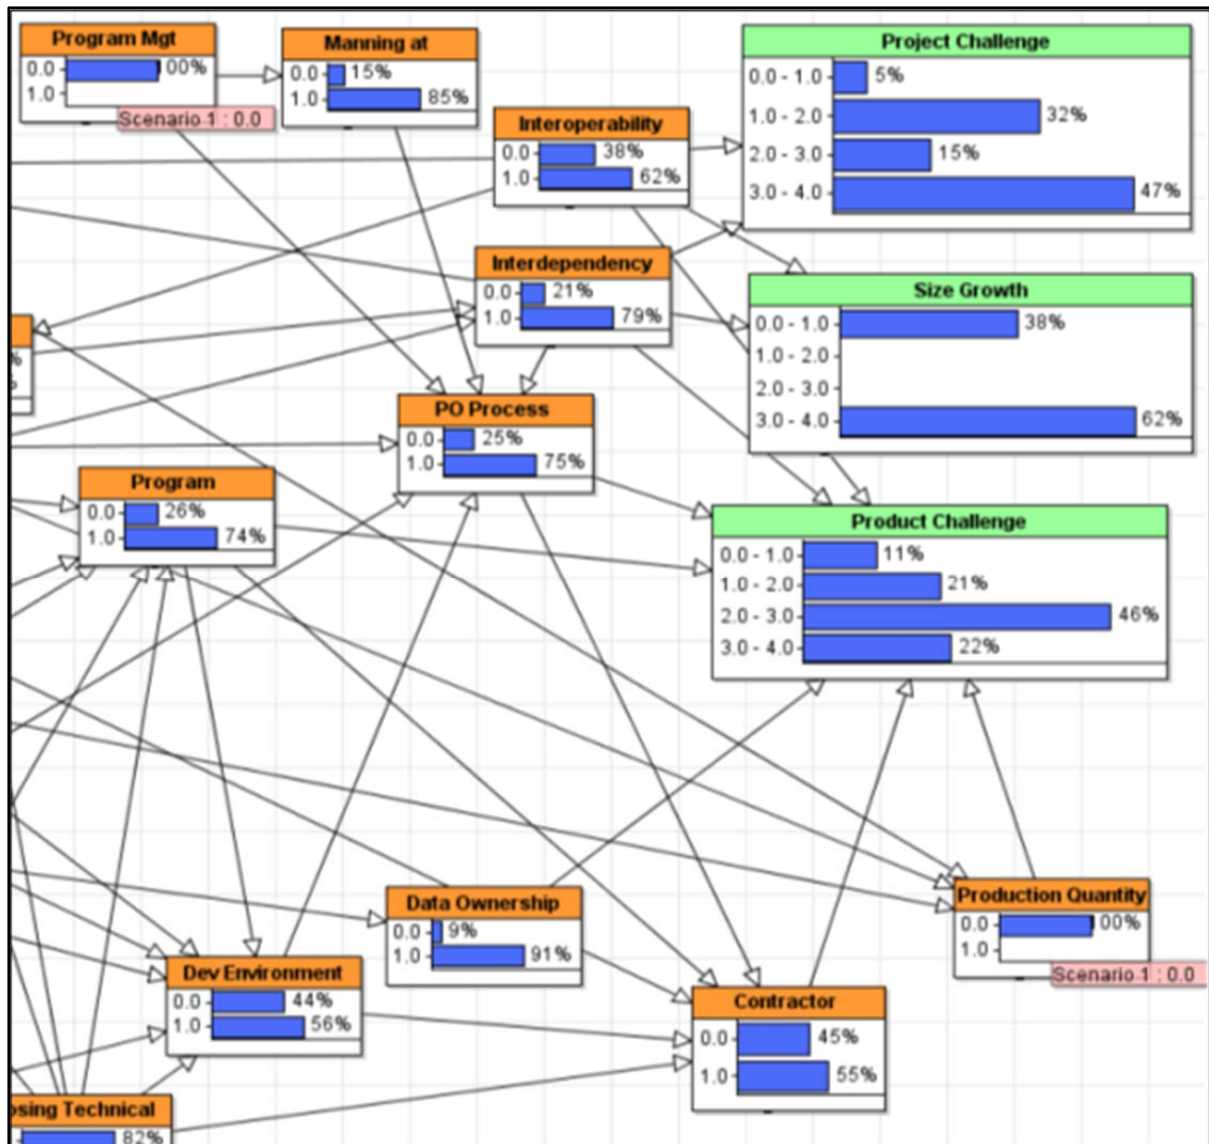 Program Mgt
0.0 00%
1.0
Scenario 1 : 0.0
Manning at
0.0 15%
1.0 85%
Interoperability
0.0 38%
1.0 62%
Project Challenge
0.0 - 1.0 5%
1.0 - 2.0 32%
2.0 - 3.0 15%
3.0 - 4.0 47%
Interdependency
0.0 21%
1.0 79%
Size Growth
0.0 - 1.0 38%
1.0 - 2.0
2.0 - 3.0
3.0 - 4.0 62%
%
PO Process
0.0 25%
1.0 75%
Program
0.0 26%
1.0 74%
Product Challenge
0.0 - 1.0 11%
1.0 - 2.0 21%
2.0 - 3.0 46%
3.0 - 4.0 22%
Data Ownership
0.0 9%
1.0 91%
Production Quantity
0.0 00%
1.0
Scenario 1 : 0.0
Dev Environment
0.0 44%
1.0 56%
Contractor
0.0 45%
1.0 55%
osing Technical
82%